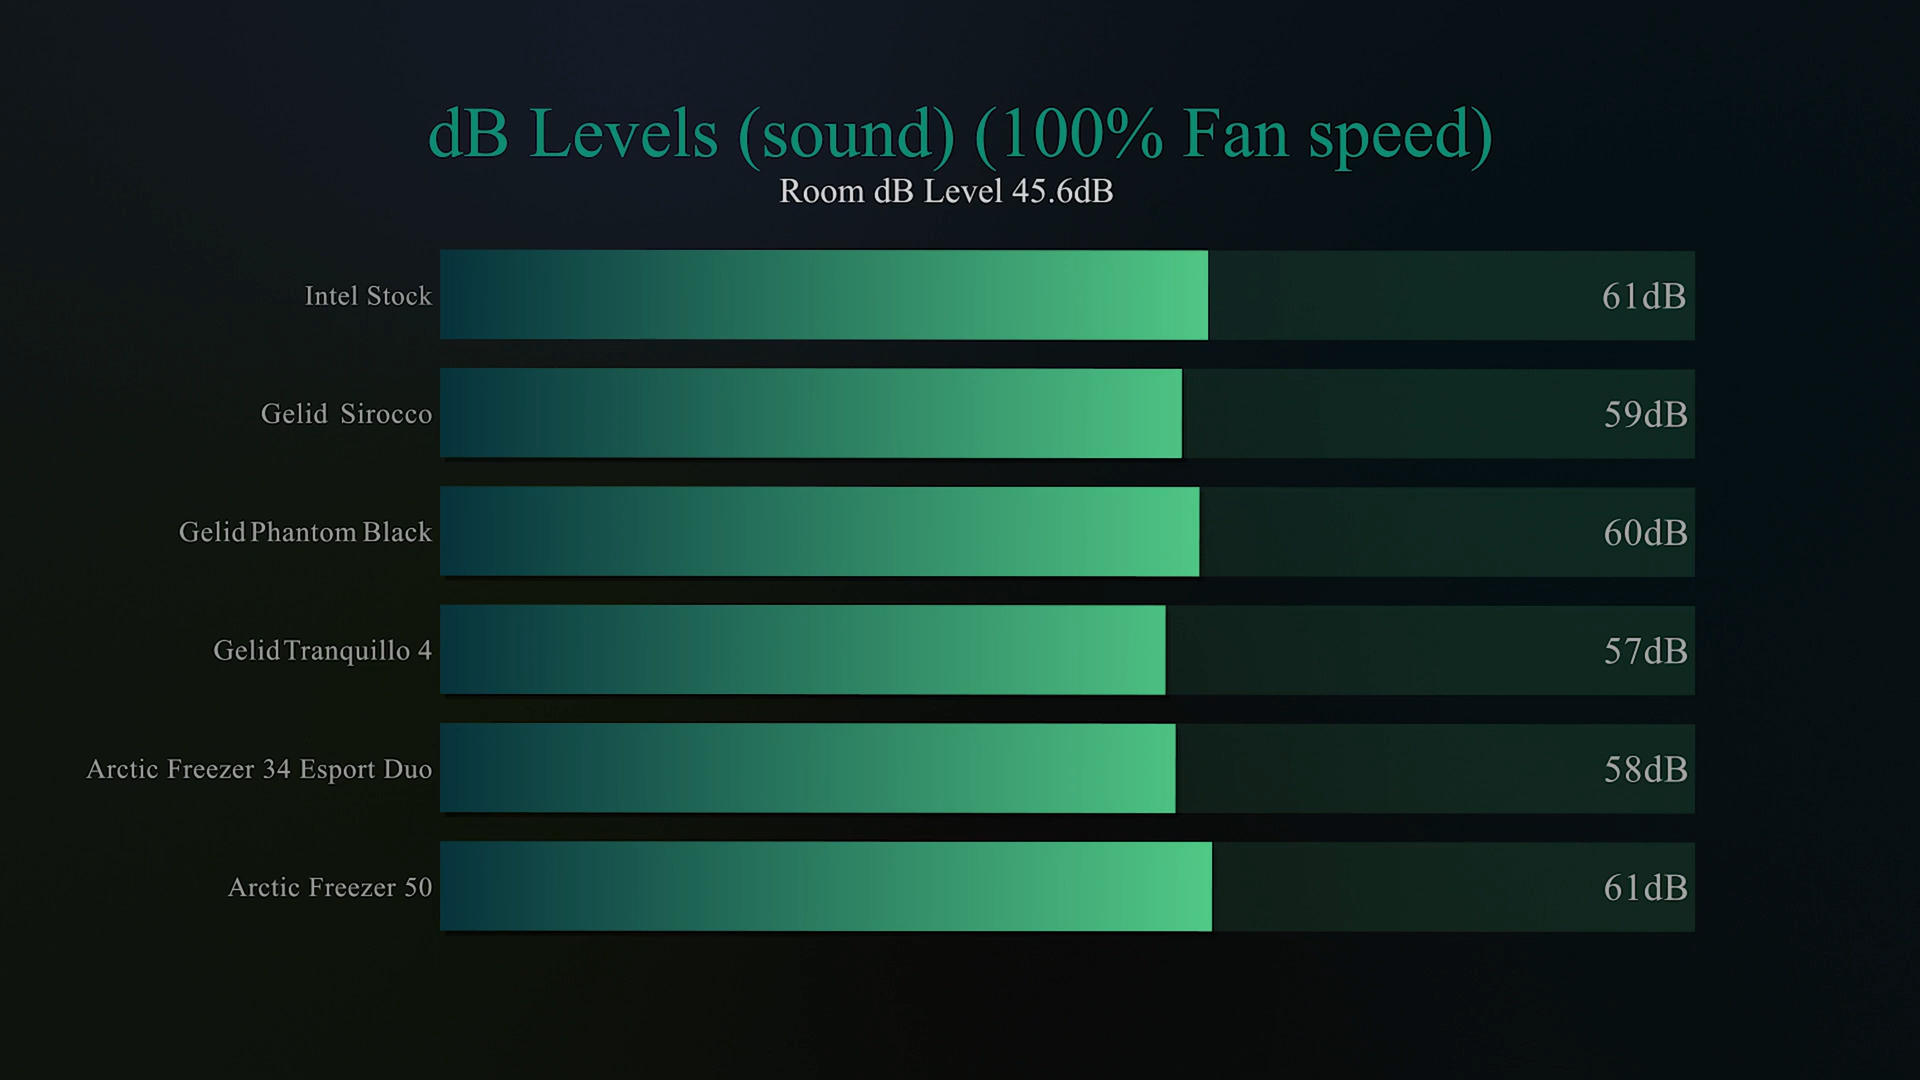 dB Levels (sound) (100% Fan speed)
Room dB Level 45.6dB
Intel Stock 61dB
Gelid Sirocco 59dB
Gelid Phantom Black 60dB
Gelid Tranquillo 4 57dB
Arctic Freezer 34 Esport Duo 58dB
Arctic Freezer 50 61dB